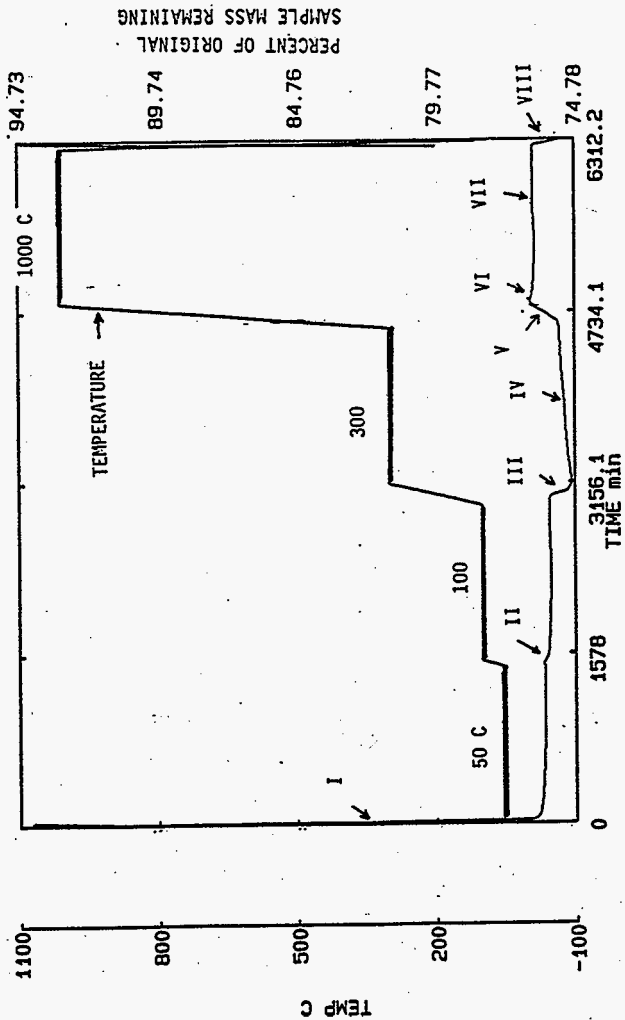 PERCENT OF ORIGINAL
SAMPLE MASS REMAINING
94.73
89.74
84.76
79.77
74.78
1000 C
TEMPERATURE
300
100
50 C
I
II
III
IV
V
VI
VII
VIII
1100
800
500
200
-100
TEMP C
0
1578
3156.1
4734.1
6312.2
TIME min